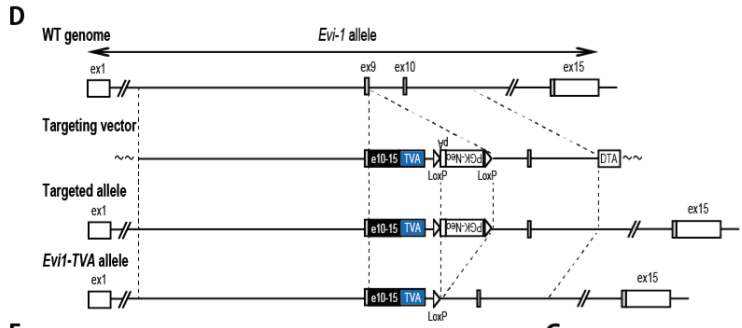 D
WT genome
Evi-1 allele
ex1
ex9
ex10
ex15
Targeting vector
e10-15
TVA
pA
PGK-Neo
DTA
LoxP
LoxP
Targeted allele
ex1
ex15
e10-15
TVA
PGK-Neo
Evi1-TVA allele
ex1
ex15
e10-15
TVA
LoxP